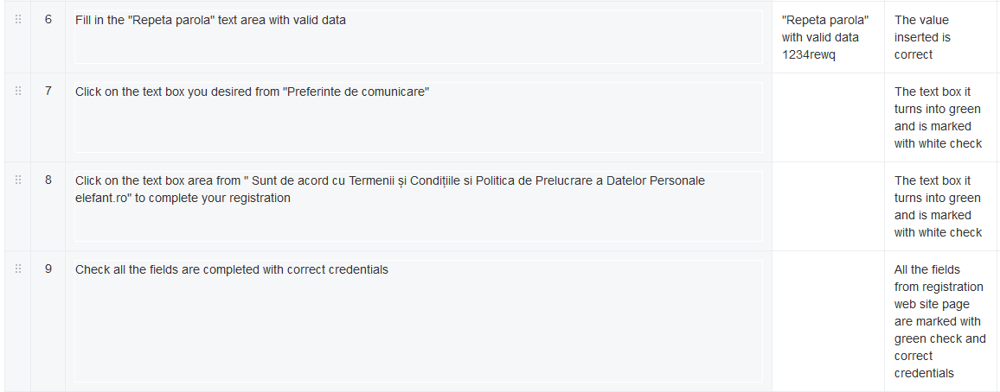 6
Fill in the "Repeta parola" text area with valid data
"Repeta parola"
with valid data
1234rewq
The value
inserted is
correct
7
Click on the text box you desired from "Preferinte de comunicare"
The text box it
turns into green
and is marked
with white check
8
Click on the text box area from " Sunt de acord cu Termenii și Condițiile si Politica de Prelucrare a Datelor Personale
elefant.ro" to complete your registration
The text box it
turns into green
and is marked
with white check
9
Check all the fields are completed with correct credentials
All the fields
from registration
web site page
are marked with
green check and
correct
credentials